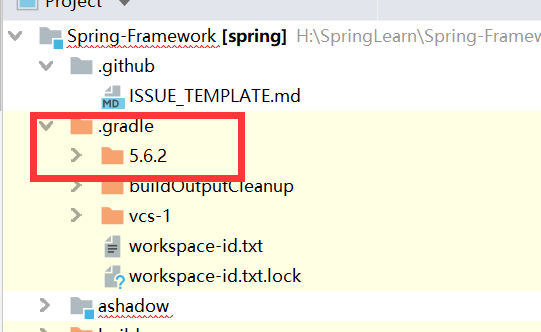 Project
Spring-Framework [spring] H:\SpringLearn\Spring-Framew
.github
ISSUE_TEMPLATE.md
.gradle
5.6.2
buildOutputCleanup
vcs-1
workspace-id.txt
workspace-id.txt.lock
ashadow